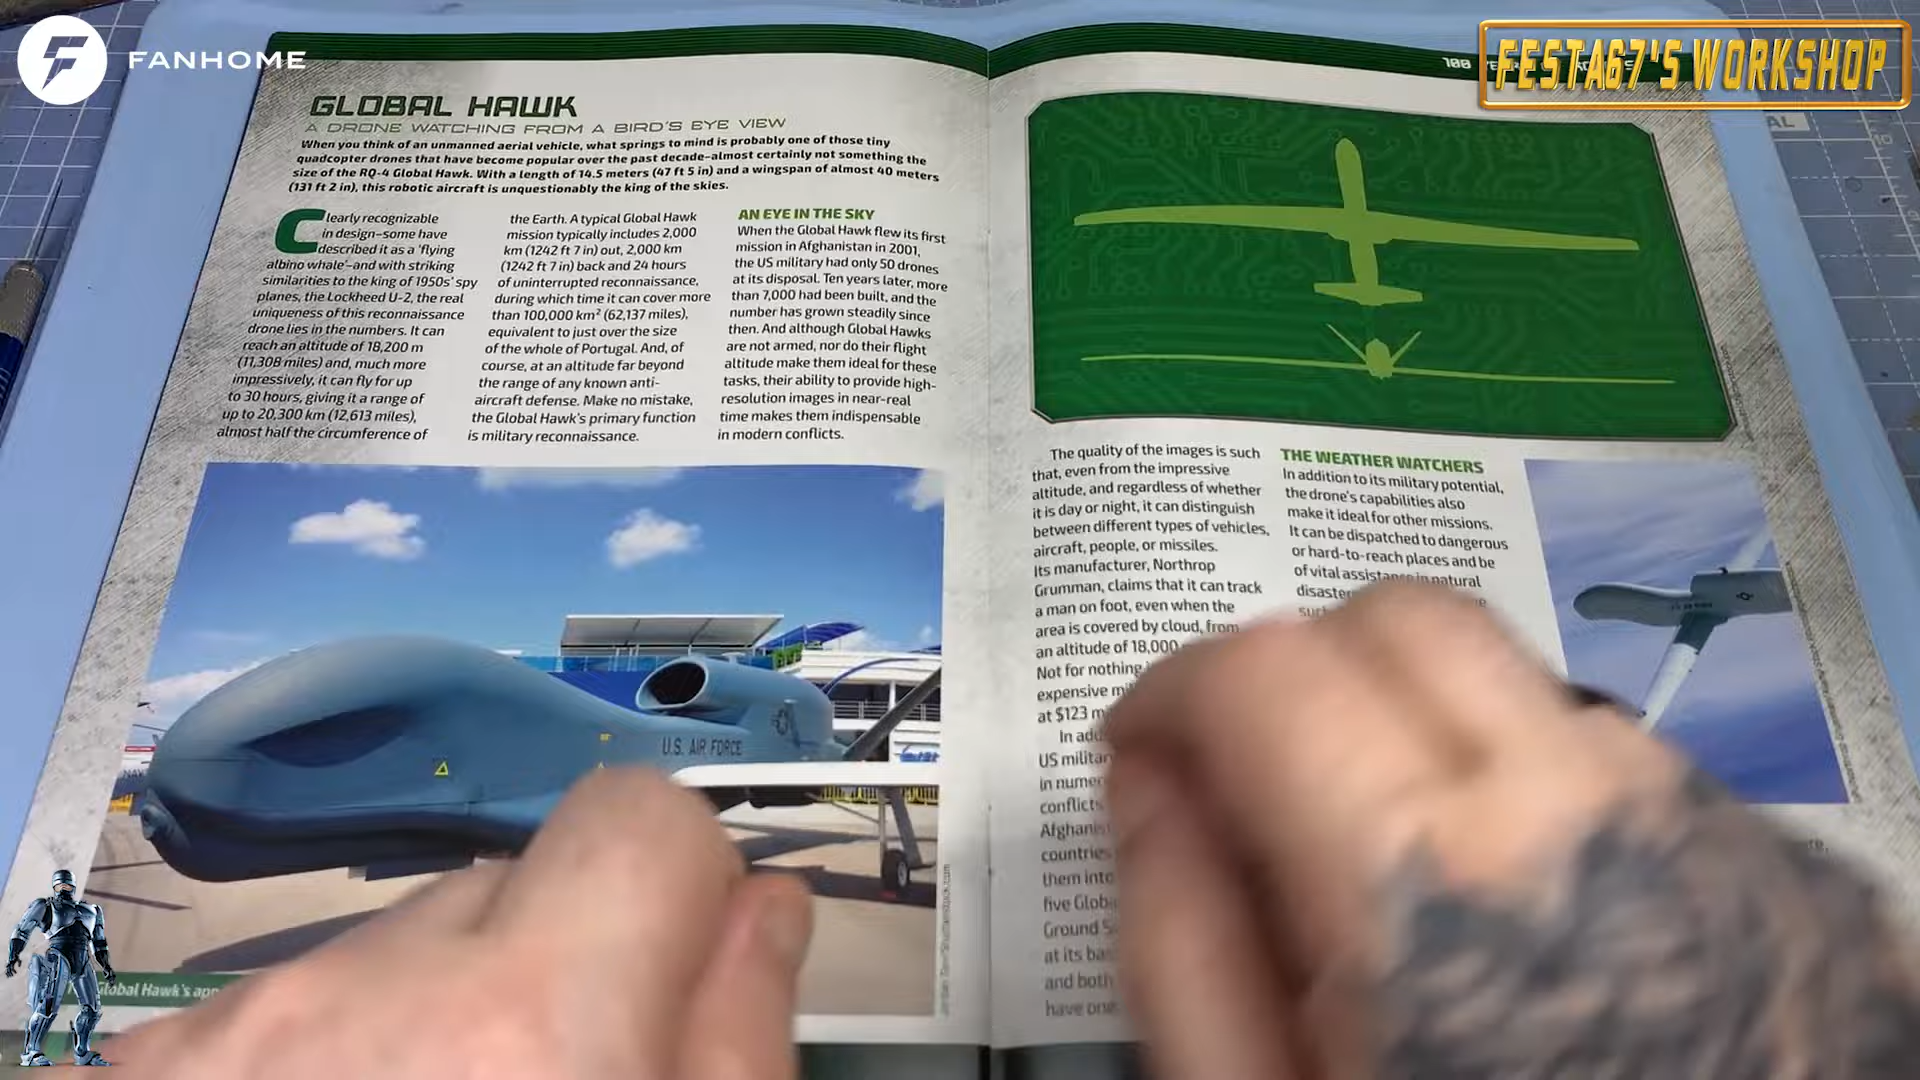 FANHOME
FESTA67'S WORKSHOP
100
GLOBAL HAWK
A DRONE WATCHING FROM A BIRD'S EYE VIEW
When you think of an unmanned aerial vehicle, what springs to mind is probably one of those tiny
quadcopter drones that have become popular over the past decade–almost certainly not something the
size of the RQ-4 Global Hawk. With a length of 14.5 meters (47 ft 5 in) and a wingspan of almost 40 meters
(131 ft 2 in), this robotic aircraft is unquestionably the king of the skies.
Clearly recognizable
in design–some have
described it as a 'flying
albino whale'–and with striking
similarities to the king of 1950s' spy
planes, the Lockheed U-2, the real
uniqueness of this reconnaissance
drone lies in the numbers. It can
reach an altitude of 18,200 m
(11,308 miles) and, much more
impressively, it can fly for up
to 30 hours, giving it a range of
up to 20,300 km (12,613 miles),
almost half the circumference of
the Earth. A typical Global Hawk
mission typically includes 2,000
km (1242 ft 7 in) out, 2,000 km
(1242 ft 7 in) back and 24 hours
of uninterrupted reconnaissance,
during which time it can cover more
than 100,000 km² (62,137 miles),
equivalent to just over the size
of the whole of Portugal. And, of
course, at an altitude far beyond
the range of any known anti-
aircraft defense. Make no mistake,
the Global Hawk's primary function
is military reconnaissance.
AN EYE IN THE SKY
When the Global Hawk flew its first
mission in Afghanistan in 2001,
the US military had only 50 drones
at its disposal. Ten years later, more
than 7,000 had been built, and the
number has grown steadily since
then. And although Global Hawks
are not armed, nor do their flight
altitude make them ideal for these
tasks, their ability to provide high-
resolution images in near-real
time makes them indispensable
in modern conflicts.
U.S. AIR FORCE
Global Hawk's
The quality of the images is such
that, even from the impressive
altitude, and regardless of whether
it is day or night, it can distinguish
between different types of vehicles,
aircraft, people, or missiles.
Its manufacturer, Northrop
Grumman, claims that it can track
a man on foot, even when the
area is covered by cloud, from
an altitude of 18,000
Not for nothing
expensive
at $123
In
US
in
conflicts
countries
them into
five
Ground
at its
and both
have one
THE WEATHER WATCHERS
In addition to its military potential,
the drone's capabilities also
make it ideal for other missions.
It can be dispatched to dangerous
or hard-to-reach places and be
of vital assistance in natural